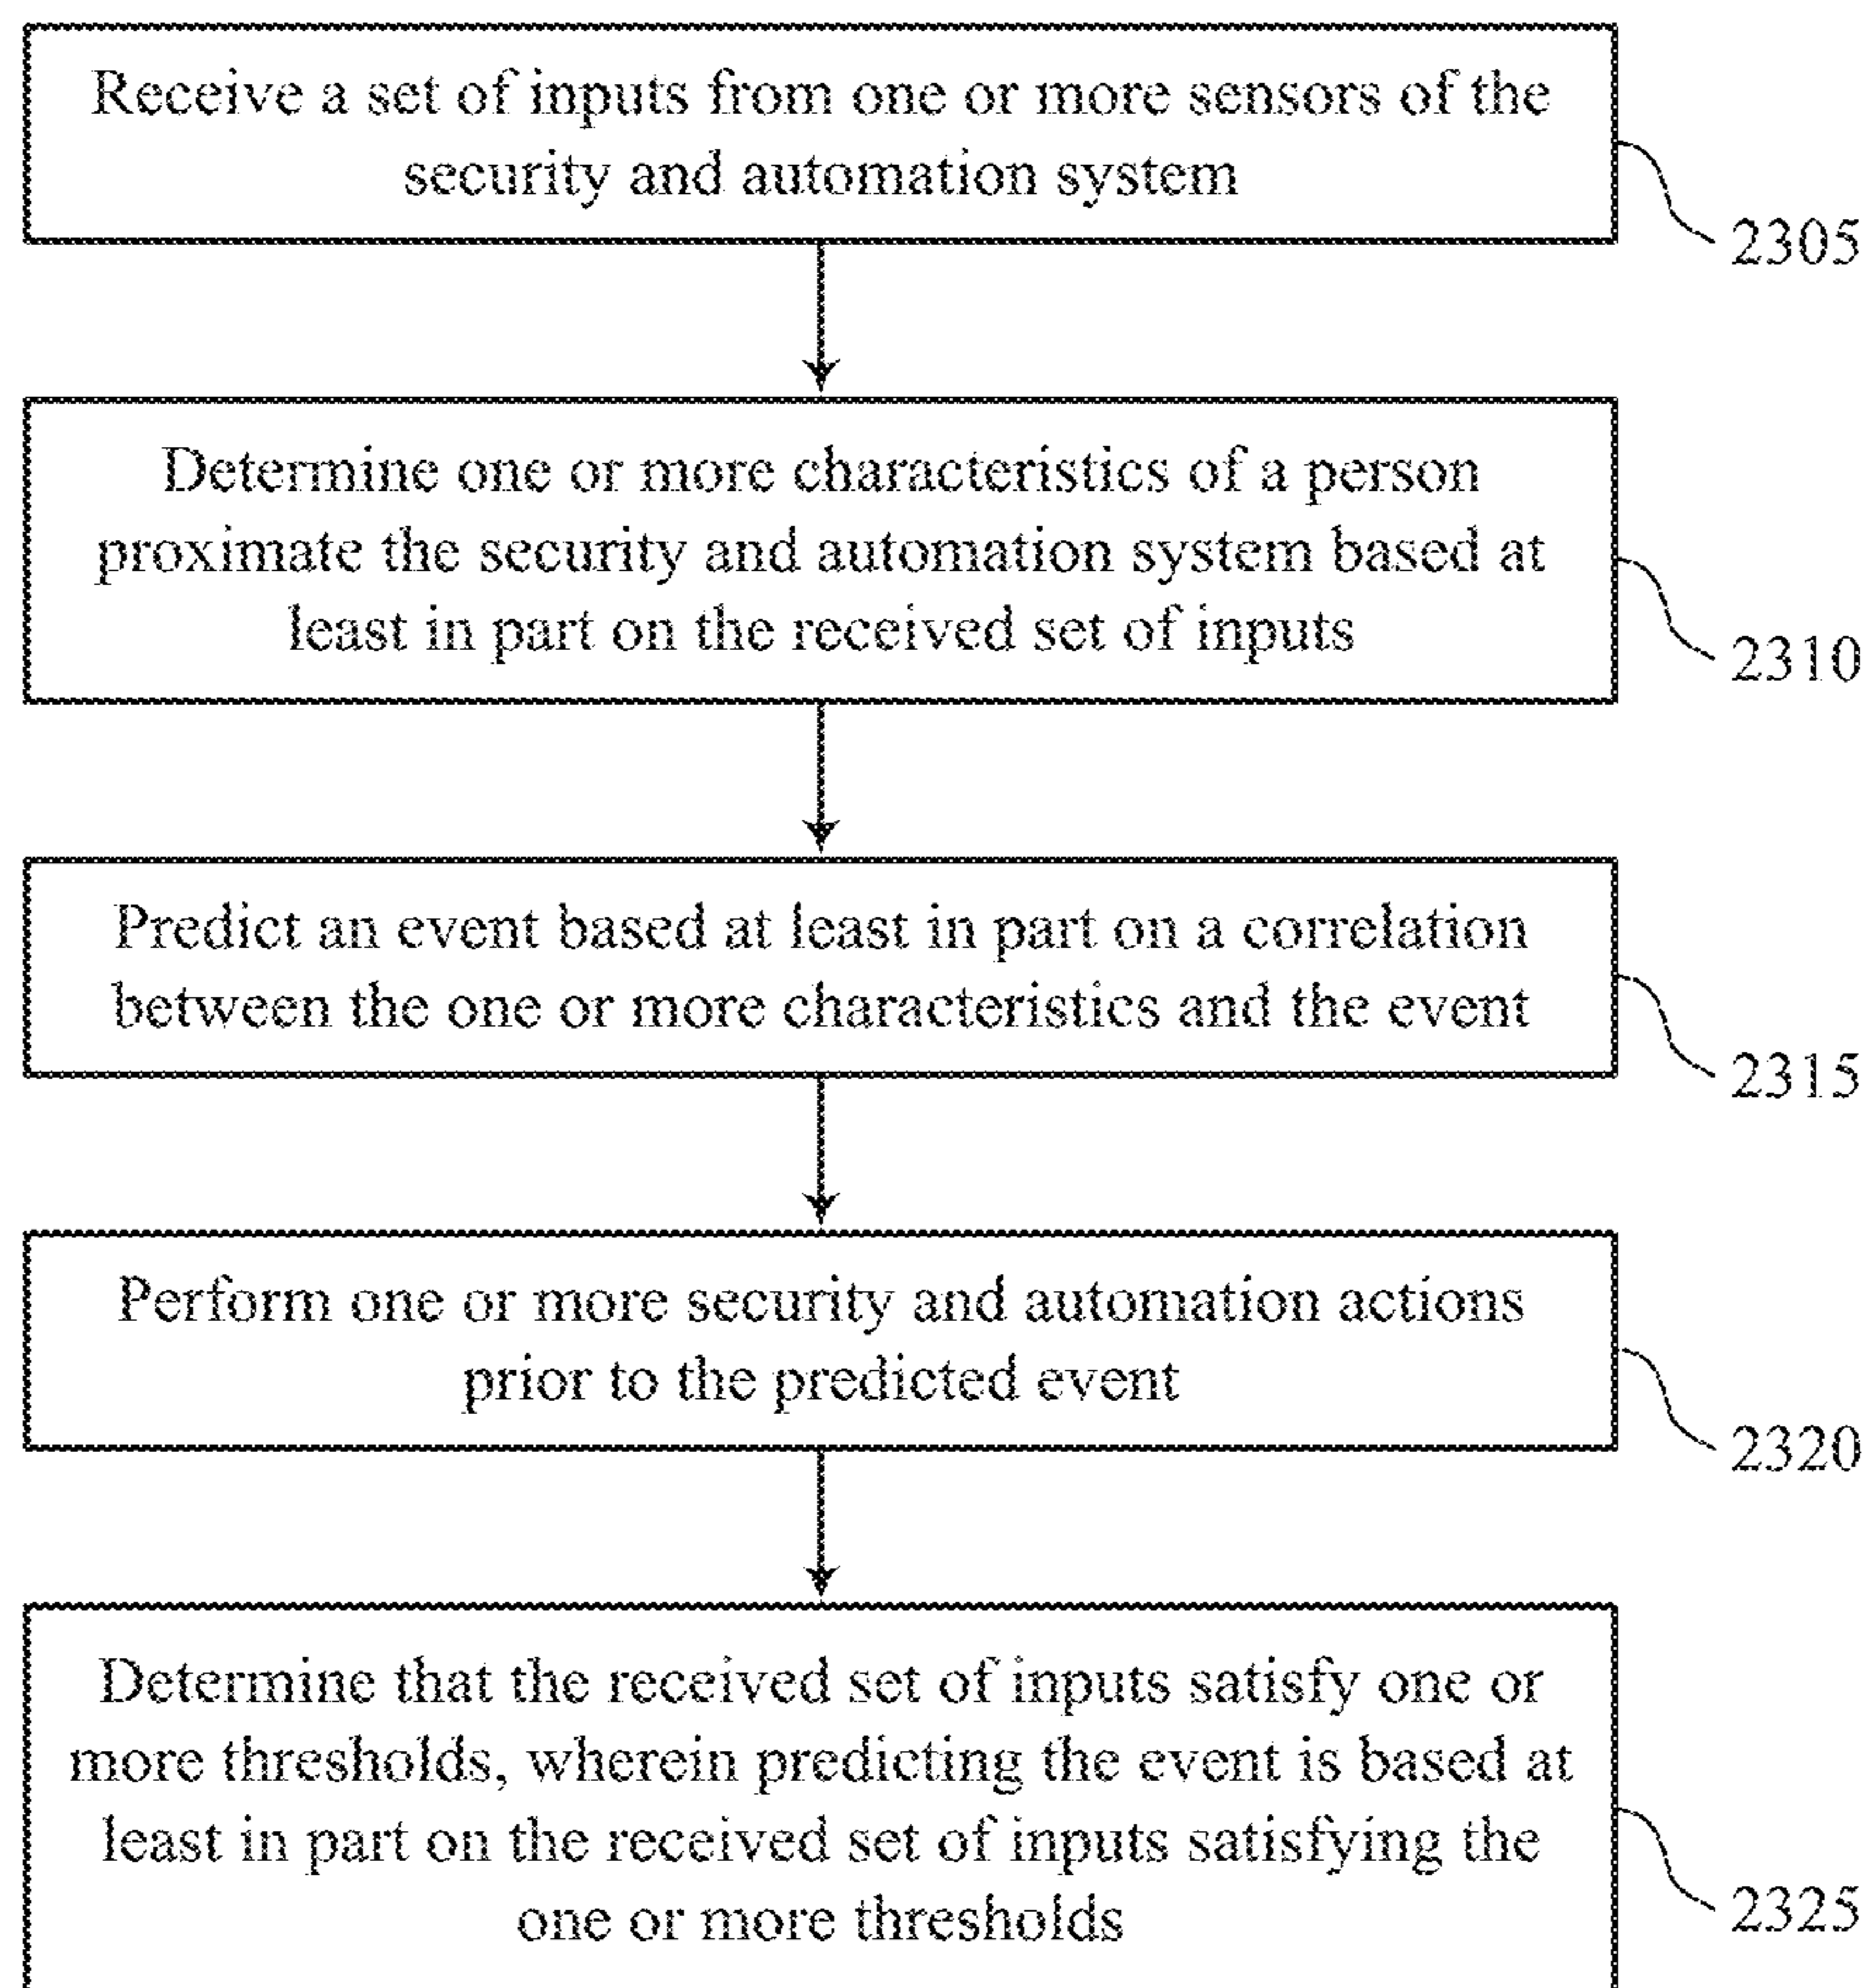 Receive a set of inputs from one or more sensors of the
security and automation system
2305
Determine one or more characteristics of a person
proximate the security and automation system based at
least in part on the received set of inputs
2310
Predict an event based at least in part on a correlation
between the one or more characteristics and the event
2315
Perform one or more security and automation actions
prior to the predicted event
2320
Determine that the received set of inputs satisfy one or
more thresholds, wherein predicting the event is based at
least in part on the received set of inputs satisfying the
one or more thresholds
2325